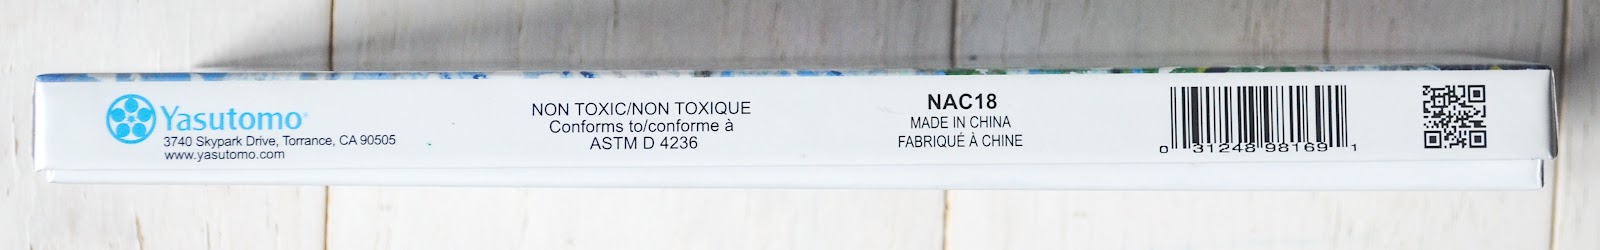 Yasutomo®
3740 Skypark Drive, Torrance, CA 90505
www.yasutomo.com
NON TOXIC/NON TOXIQUE
Conforms to/conforme à
ASTM D 4236
NAC18
MADE IN CHINA
FABRIQUÉ À CHINE
0 31248 98169 1